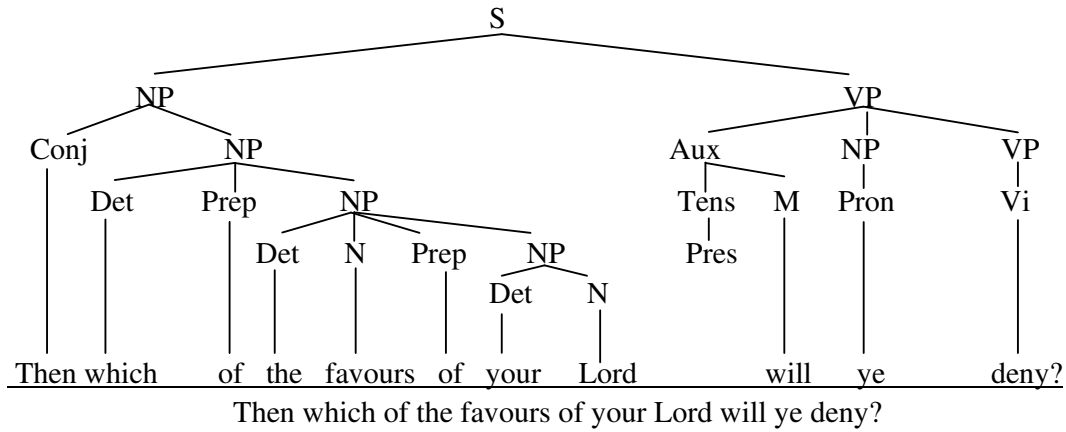 S
NP VP
Conj NP Aux NP VP
Det Prep NP Tens M Pron Vi
Det N Prep NP Pres
Det N
Then which of the favours of your Lord will ye deny?
Then which of the favours of your Lord will ye deny?